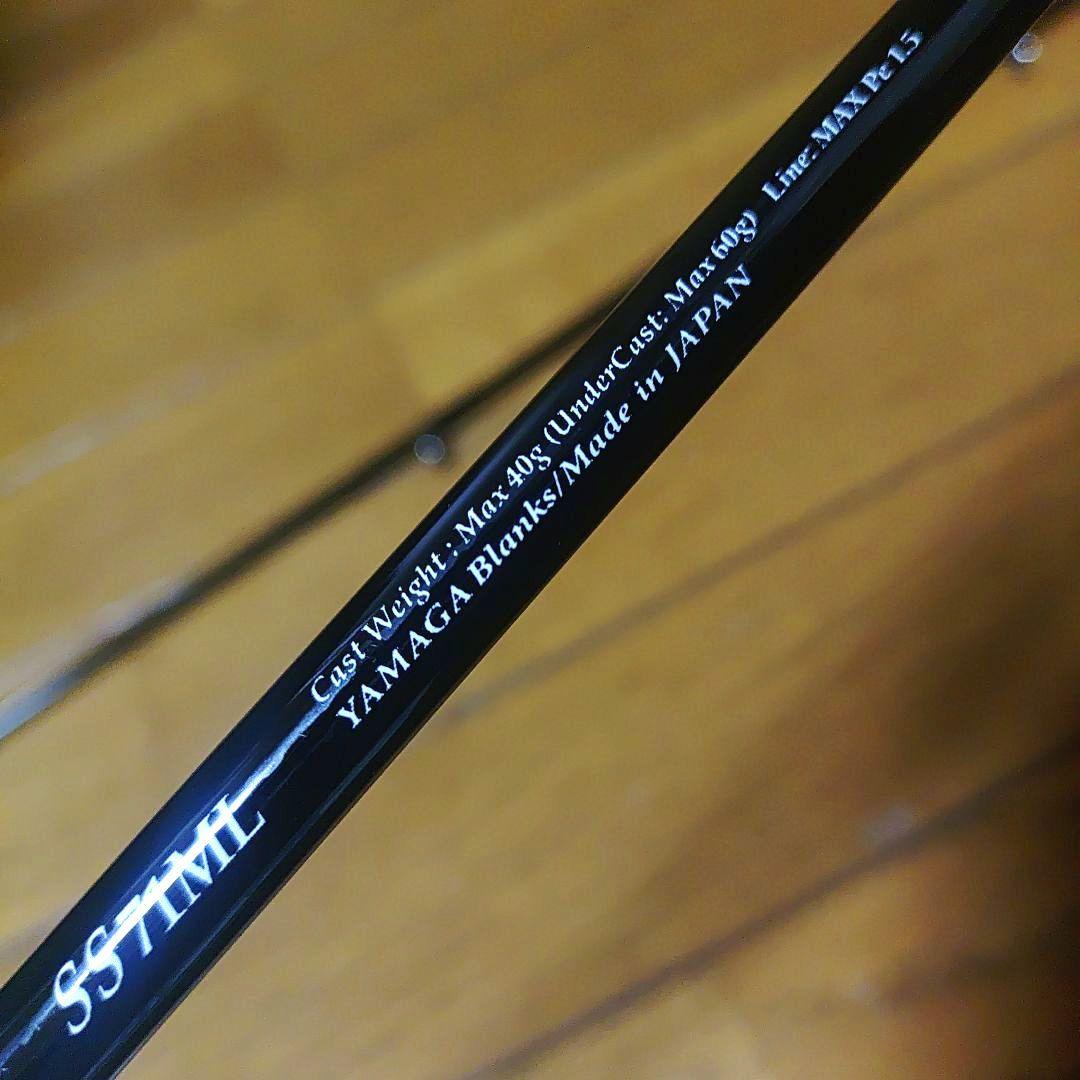 SS71ML
Cast Weight : Max 40g (UnderCast: Max 60g) Line: MAX Pe 1.5
YAMAGA Blanks/Made in JAPAN